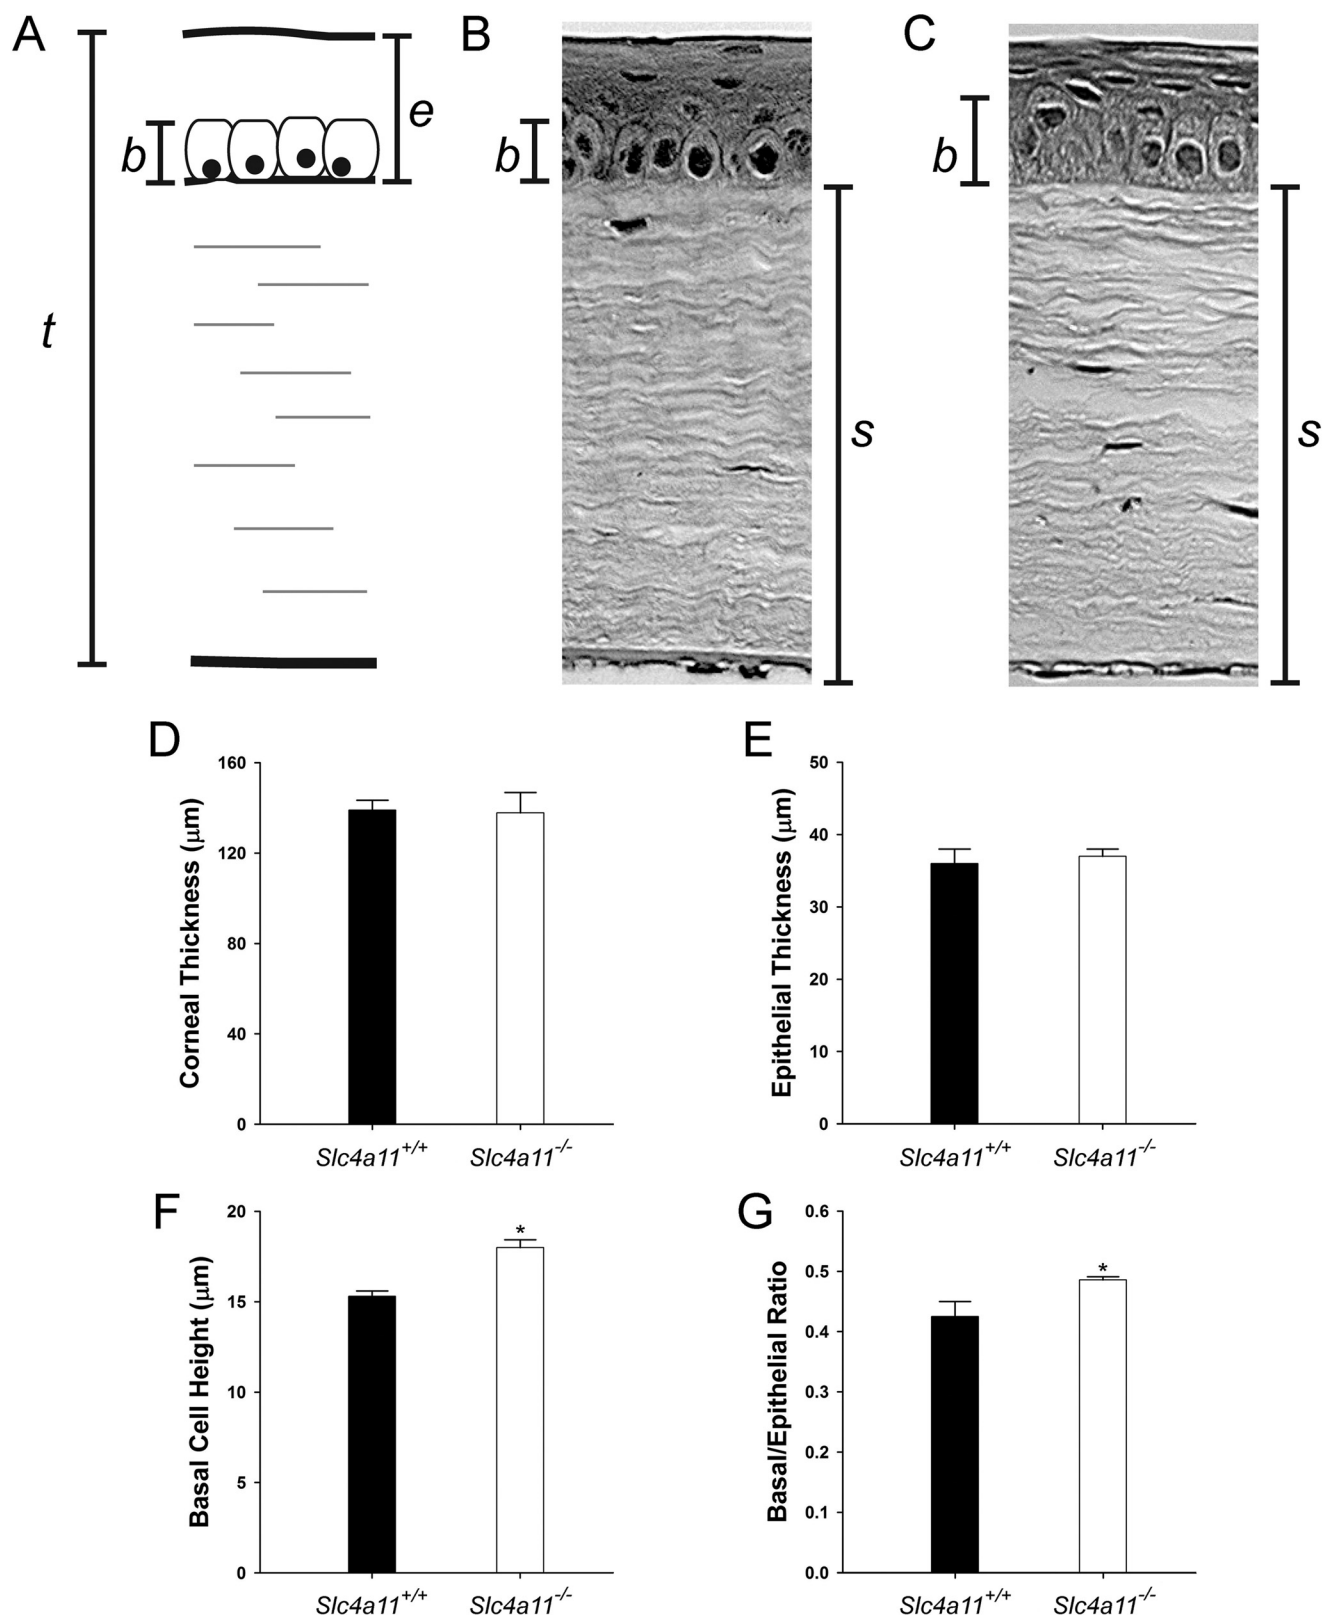 A
t
b
e
B
b
s
C
b
s
D
Corneal Thickness (μm)
160
120
80
40
0
Slc4a11+/+ Slc4a11-/-
E
Epithelial Thickness (μm)
50
40
30
20
10
0
Slc4a11+/+ Slc4a11-/-
F
Basal Cell Height (μm)
20
15
10
5
0
*
Slc4a11+/+ Slc4a11-/-
G
Basal/Epithelial Ratio
0.6
0.5
0.4
0.3
0.2
0.1
0.0
*
Slc4a11+/+ Slc4a11-/-